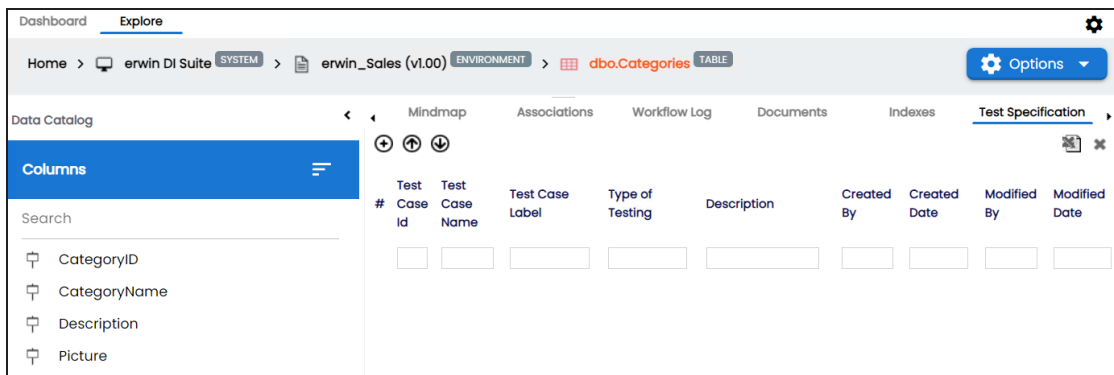 Dashboard Explore
Home > erwin DI Suite SYSTEM > erwin_Sales (v1.00) ENVIRONMENT > dbo.Categories TABLE Options
Data Catalog
Mindmap Associations Workflow Log Documents Indexes Test Specification
Columns
Search
CategoryID
CategoryName
Description
Picture
# Test Case Id Test Case Name Test Case Label Type of Testing Description Created By Created Date Modified By Modified Date